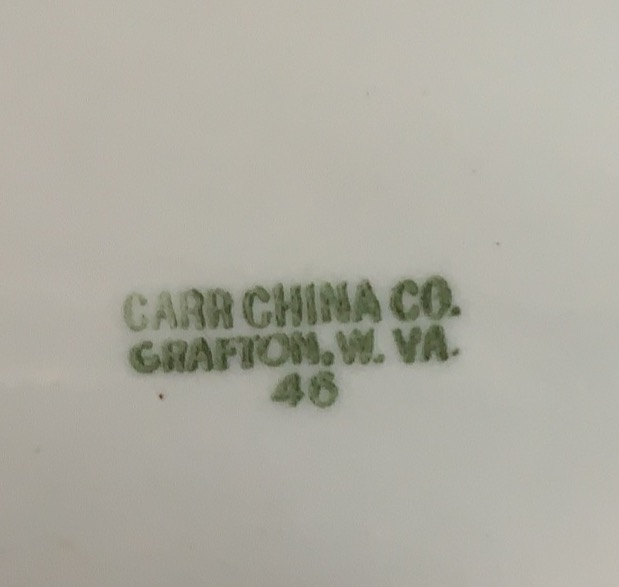 CARR CHINA CO.
GRAFTON. W. VA.
46